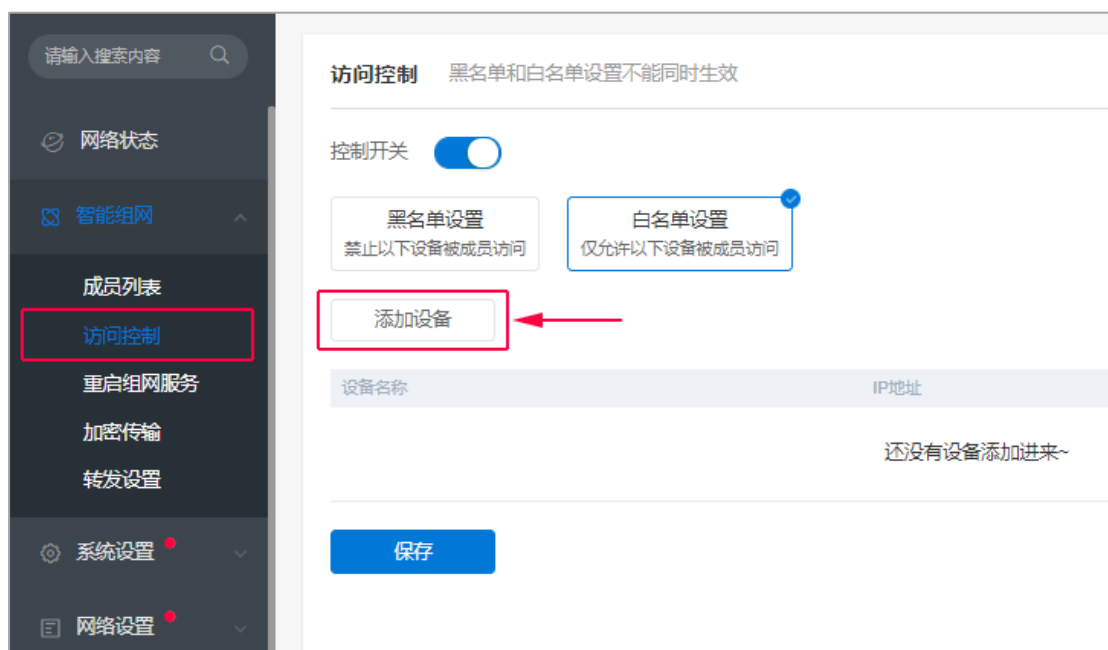 请输入搜索内容
网络状态
智能组网
成员列表
访问控制
重启组网服务
加密传输
转发设置
系统设置
网络设置
访问控制 黑名单和白名单设置不能同时生效
控制开关
黑名单设置
禁止以下设备被成员访问
白名单设置
仅允许以下设备被成员访问
添加设备
设备名称 IP地址
还没有设备添加进来~
保存